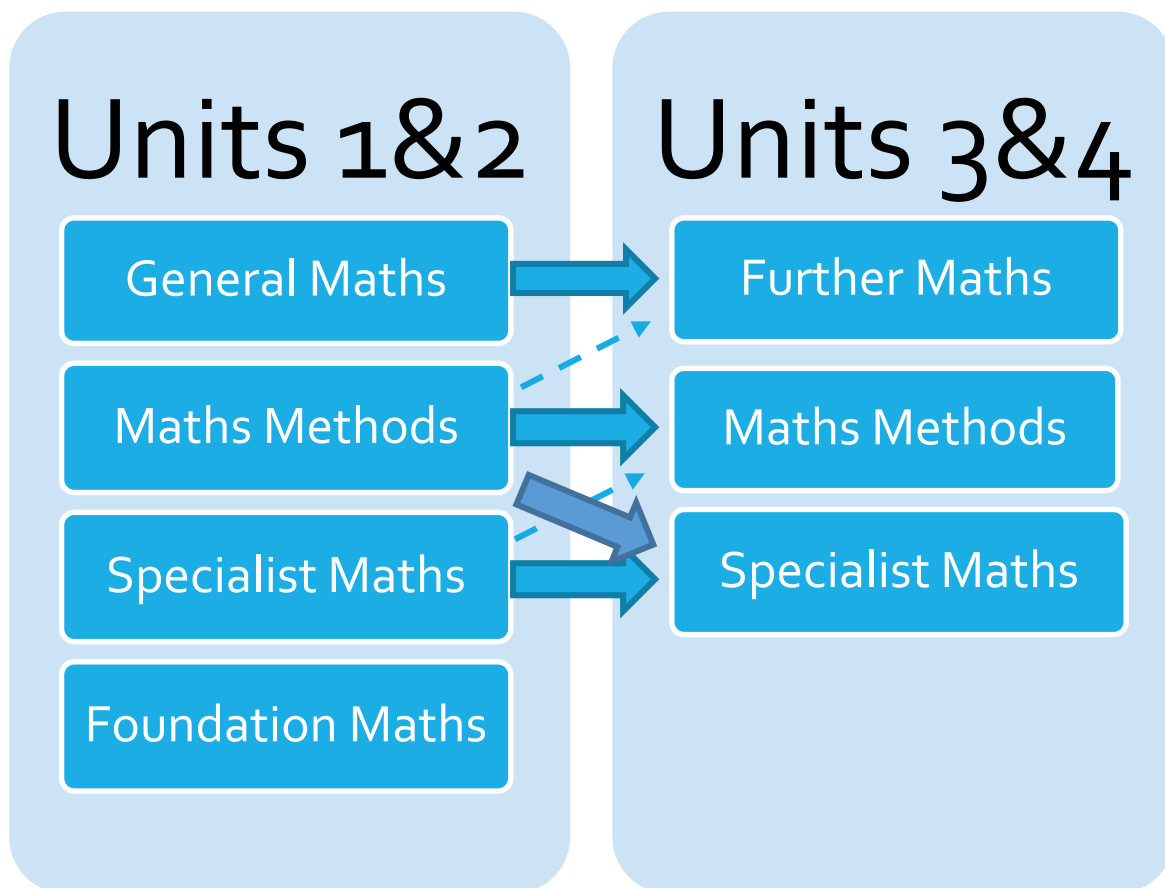 Units 1&2
General Maths
Maths Methods
Specialist Maths
Foundation Maths
Units 3&4
Further Maths
Maths Methods
Specialist Maths